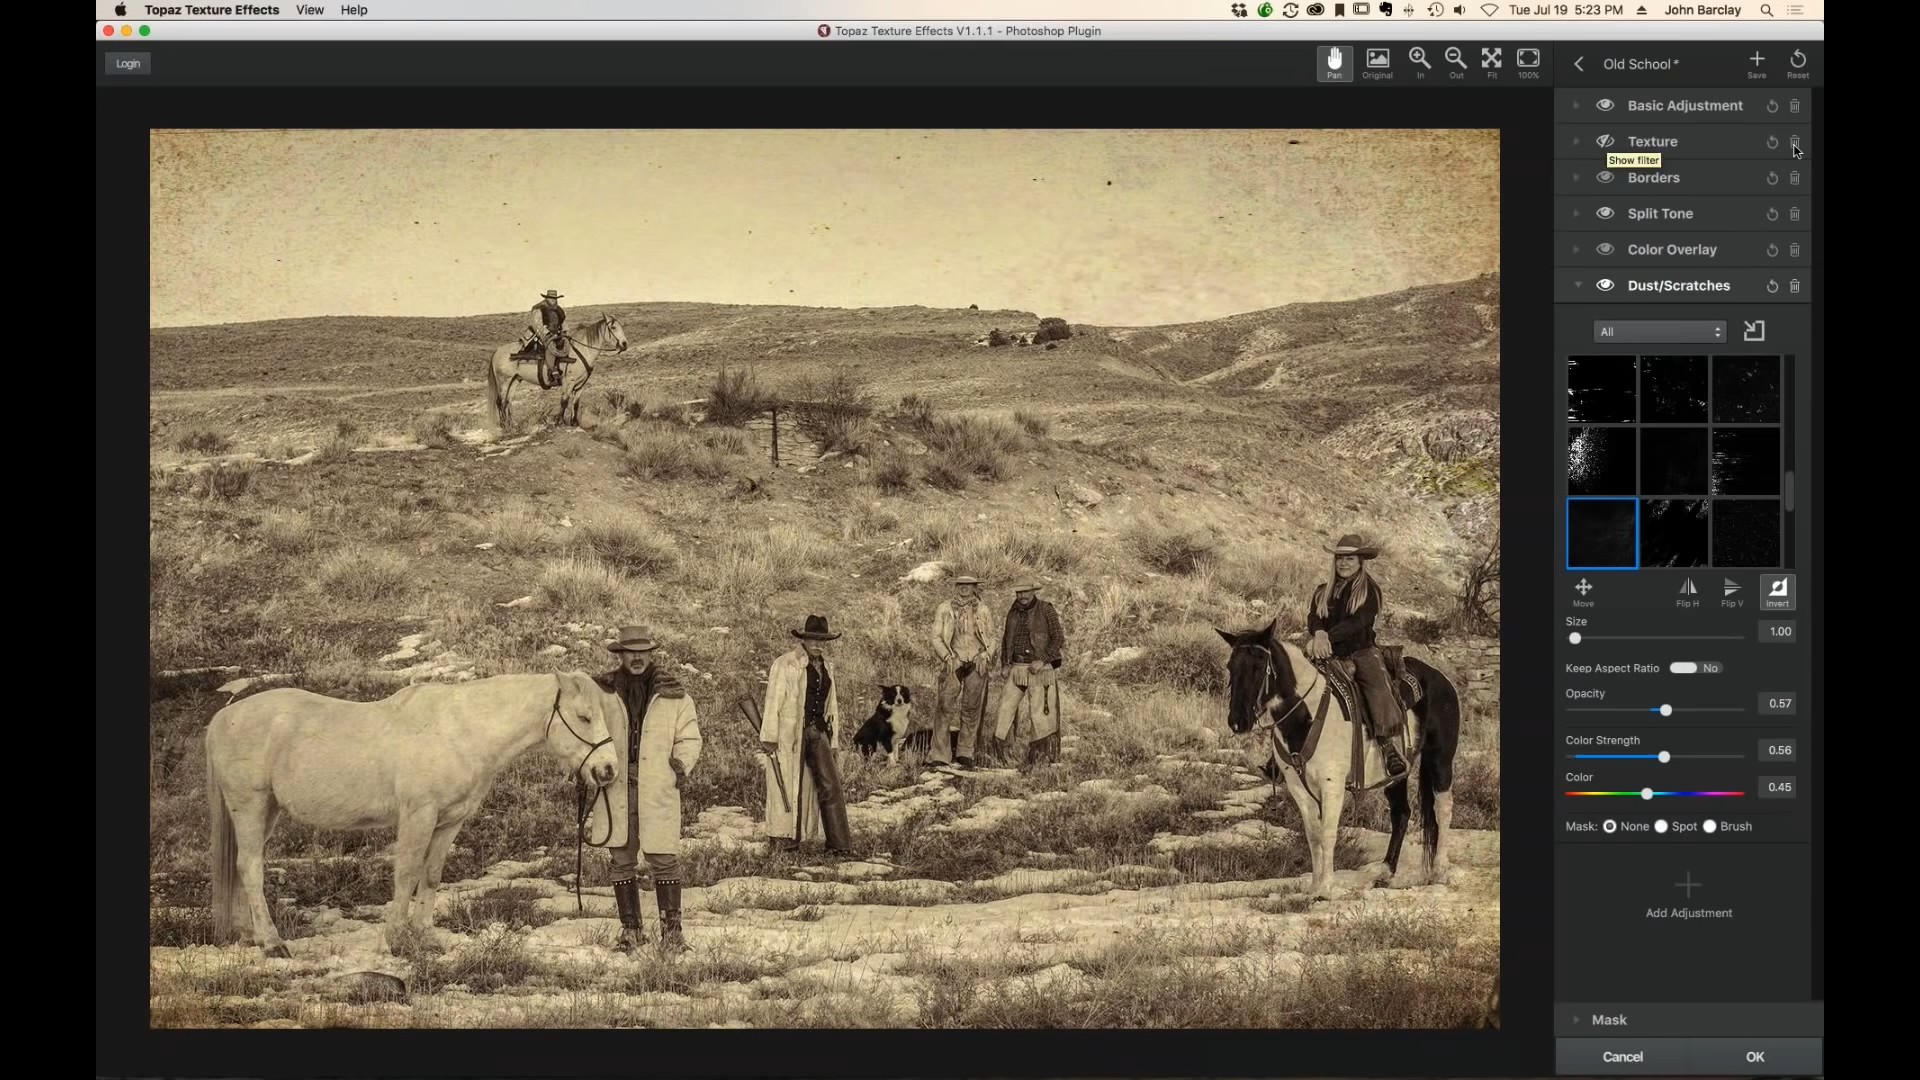 Topaz Texture Effects View Help Tue Jul 19 5:23 PM John Barclay
Topaz Texture Effects V1.1.1 - Photoshop Plugin
Login
Pan Original In Out Fit 100%
Old School* Save Reset
Basic Adjustment
Texture
Show filter
Borders
Split Tone
Color Overlay
Dust/Scratches
All
Move Flip H Flip V Invert
Size
1.00
Keep Aspect Ratio No
Opacity
0.57
Color Strength
0.56
Color
0.45
Mask: None Spot Brush
Add Adjustment
Mask
Cancel OK